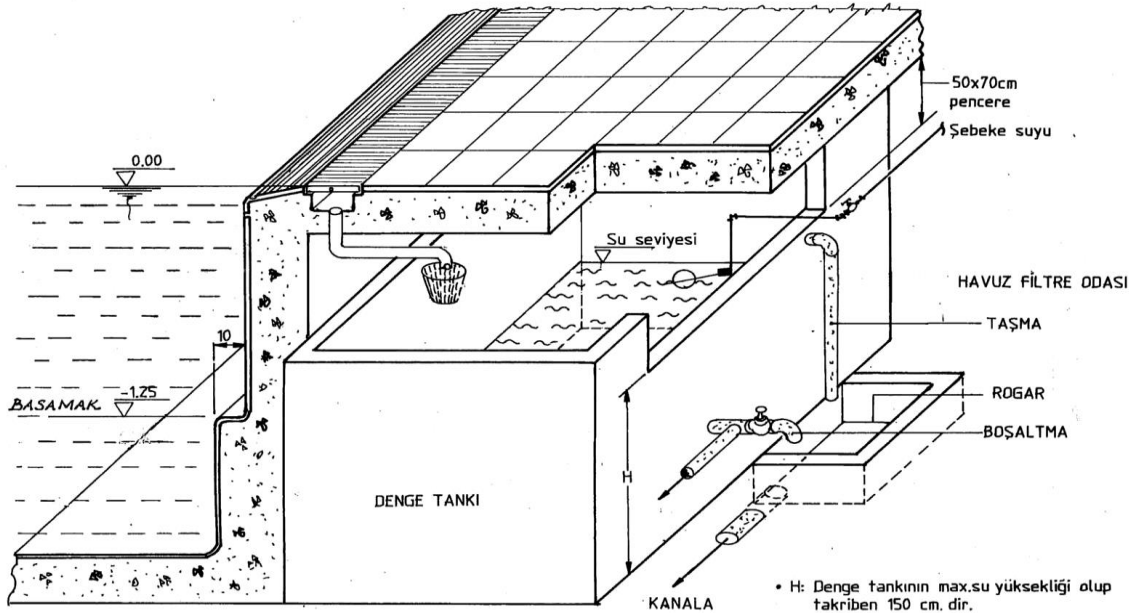 50x70cm
pencere
Şebeke suyu
0.00
Su seviyesi
HAVUZ FİLTRE ODASI
TAŞMA
10
-1.25
BASAMAK
ROGAR
BOŞALTMA
H
DENGE TANKI
KANALA
• H: Denge tankının max.su yüksekliği olup
takriben 150 cm. dir.